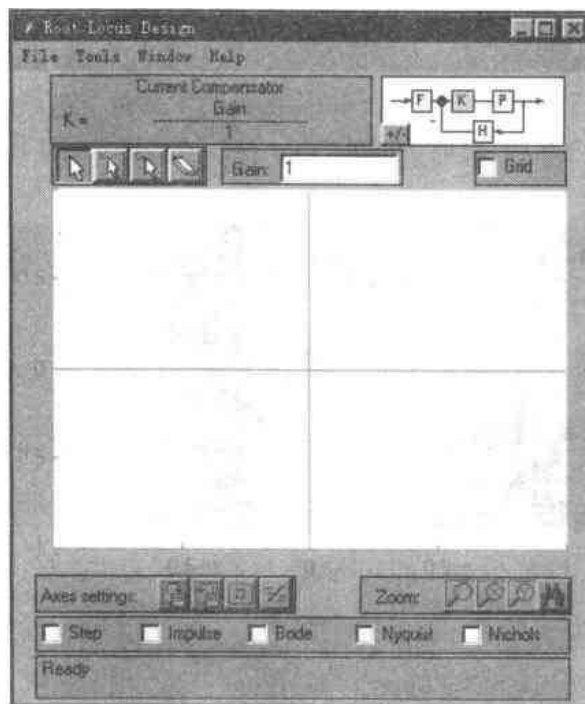 Root Locus Design
File Tools Window Help
Current Compensator
K =
Gain
1
F
K
P
H
-
+/-
Gain: 1
Grid
0
Axes settings:
Zoom:
Step
Impulse
Bode
Nyquist
Nichols
Ready